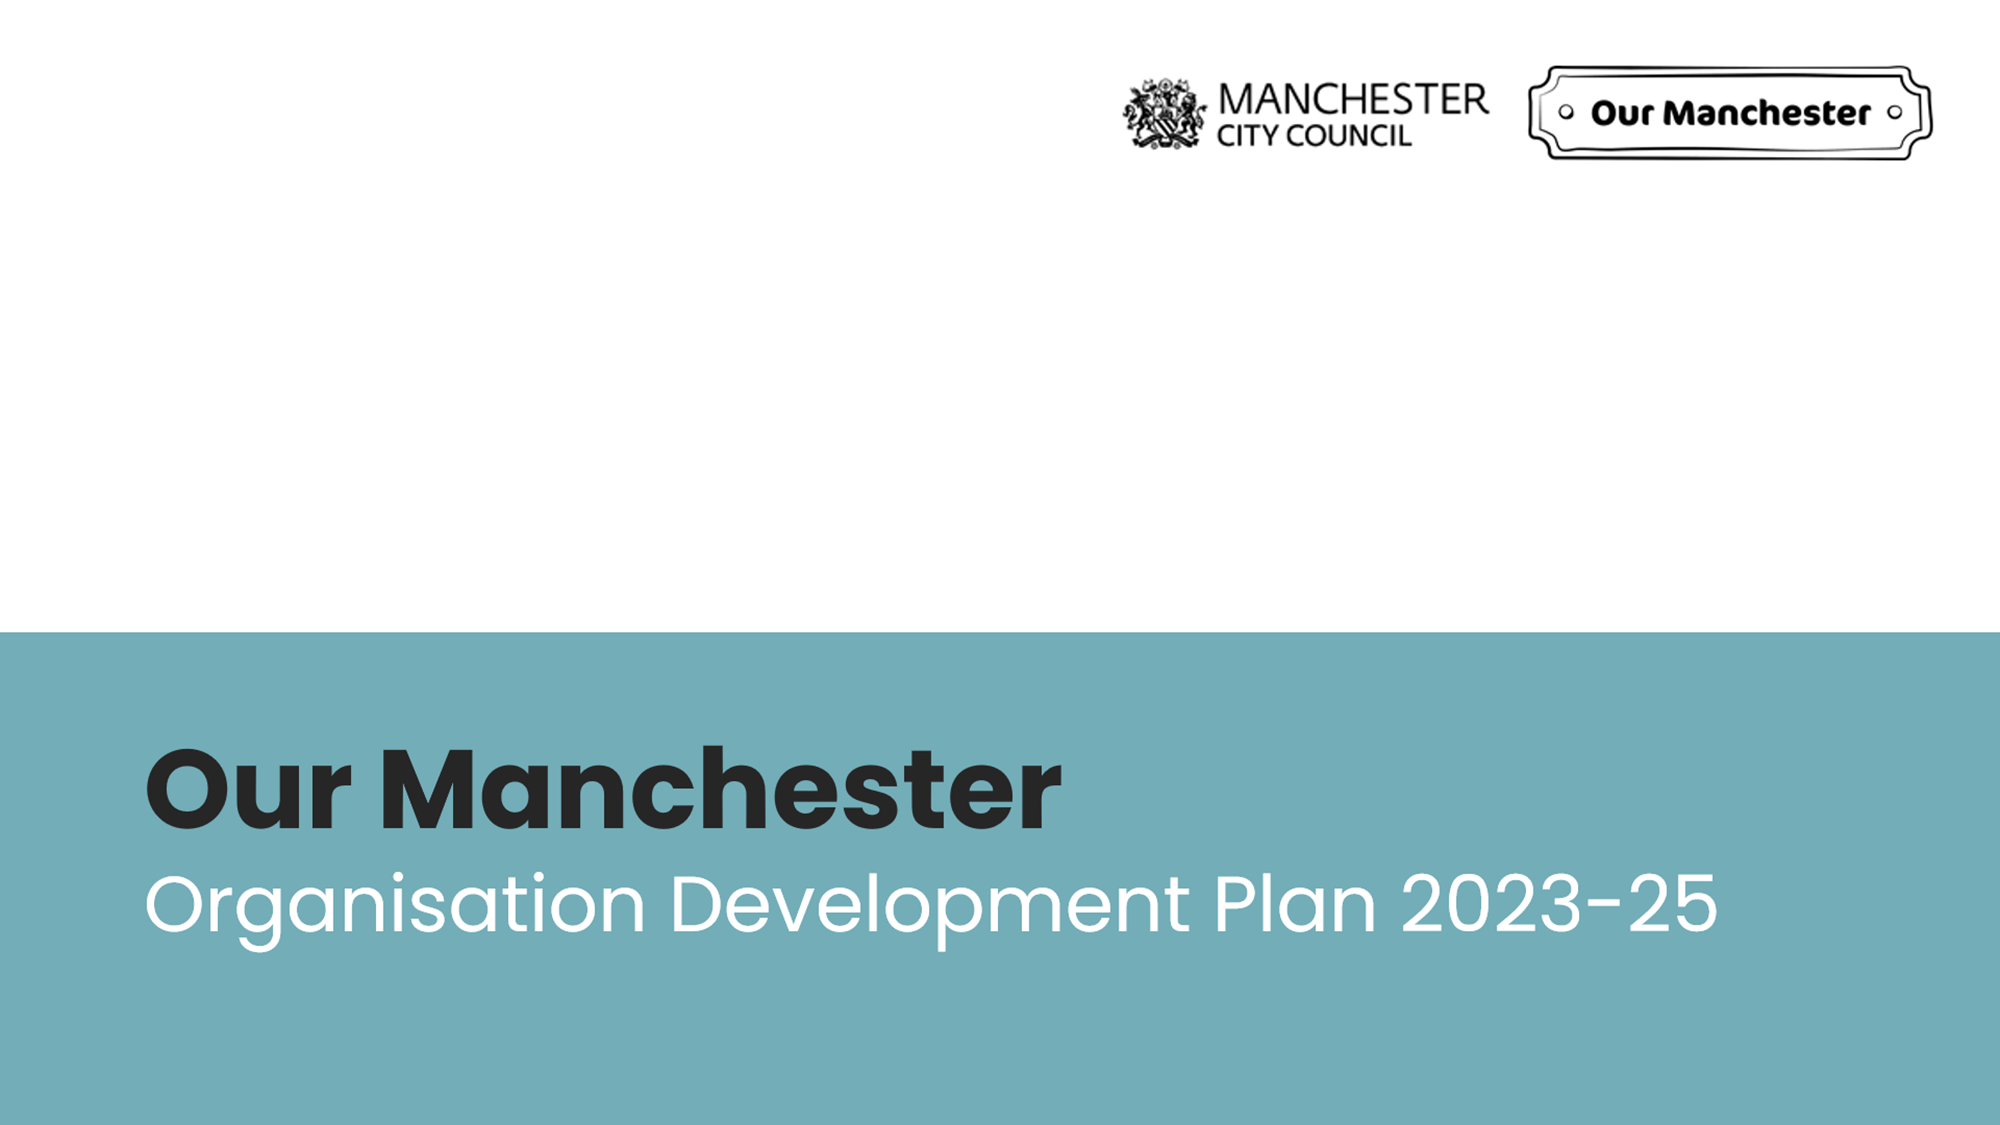 MANCHESTER
CITY COUNCIL
Our Manchester
Our Manchester
Organisation Development Plan 2023-25